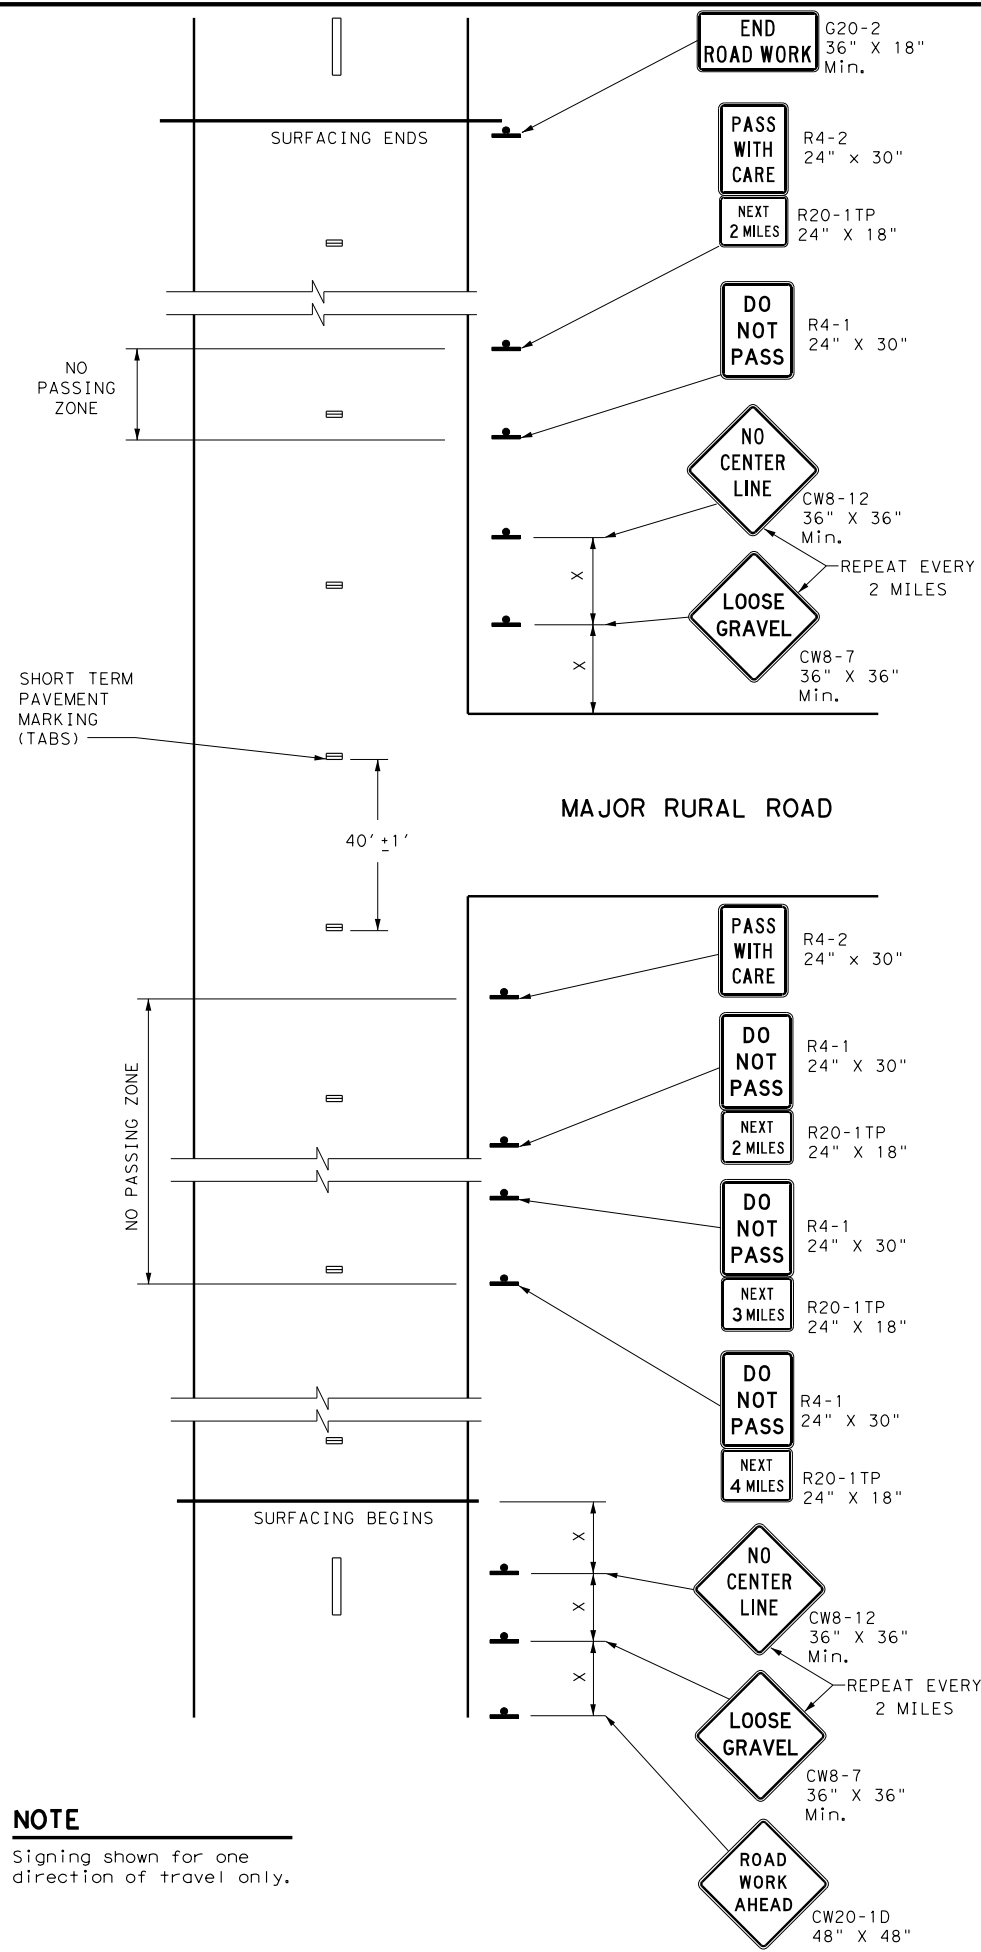 END
ROAD WORK
G20-2
36" X 18"
Min.
SURFACING ENDS
PASS
WITH
CARE
R4-2
24" x 30"
NEXT
2 MILES
R20-1TP
24" X 18"
DO
NOT
PASS
R4-1
24" X 30"
NO
PASSING
ZONE
NO
CENTER
LINE
CW8-12
36" X 36"
Min.
REPEAT EVERY
2 MILES
X
LOOSE
GRAVEL
CW8-7
36" X 36"
Min.
X
SHORT TERM
PAVEMENT
MARKING
(TABS)
MAJOR RURAL ROAD
40' ±1'
PASS
WITH
CARE
R4-2
24" x 30"
DO
NOT
PASS
R4-1
24" X 30"
NEXT
2 MILES
R20-1TP
24" X 18"
NO PASSING ZONE
DO
NOT
PASS
R4-1
24" X 30"
NEXT
3 MILES
R20-1TP
24" X 18"
DO
NOT
PASS
R4-1
24" X 30"
NEXT
4 MILES
R20-1TP
24" X 18"
SURFACING BEGINS
X
NO
CENTER
LINE
CW8-12
36" X 36"
Min.
X
REPEAT EVERY
2 MILES
X
LOOSE
GRAVEL
CW8-7
36" X 36"
Min.
ROAD
WORK
AHEAD
CW20-1D
48" X 48"
NOTE
Signing shown for one
direction of travel only.